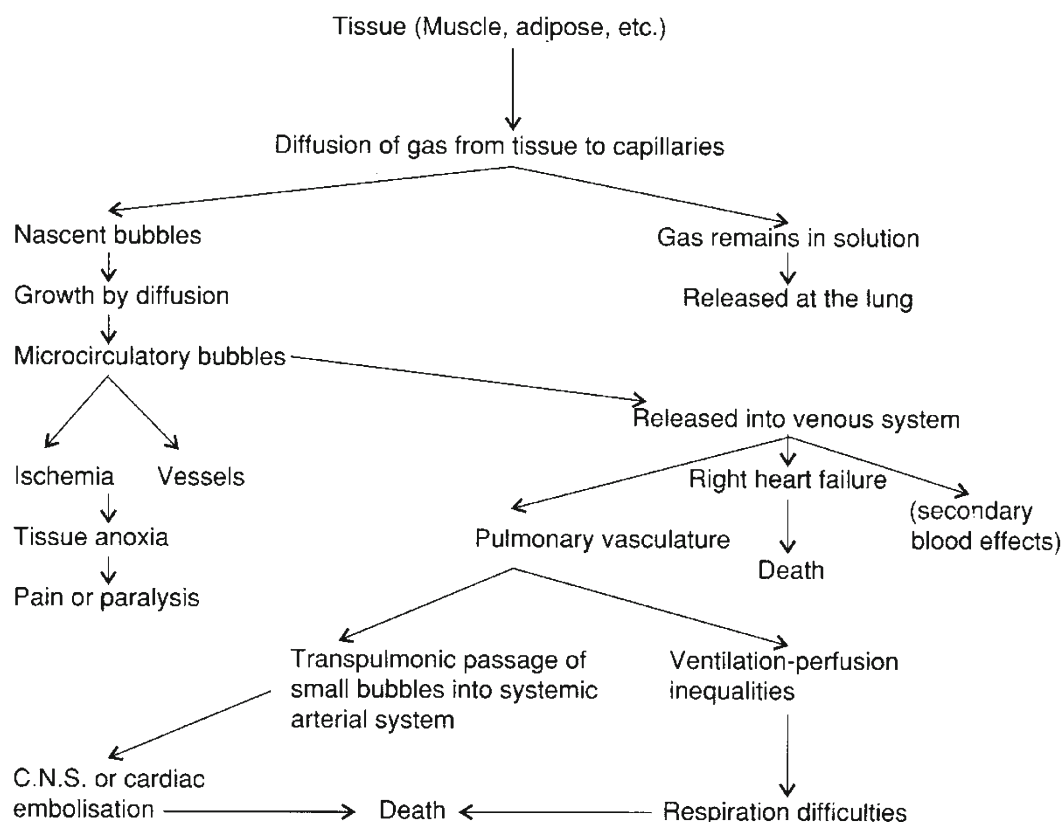 Tissue (Muscle, adipose, etc.)
Diffusion of gas from tissue to capillaries
Nascent bubbles
Gas remains in solution
Growth by diffusion
Released at the lung
Microcirculatory bubbles
Released into venous system
Ischemia
Vessels
Right heart failure
(secondary
blood effects)
Tissue anoxia
Pulmonary vasculature
Death
Pain or paralysis
Transpulmonic passage of
small bubbles into systemic
arterial system
Ventilation-perfusion
inequalities
C.N.S. or cardiac
embolisation
Death
Respiration difficulties